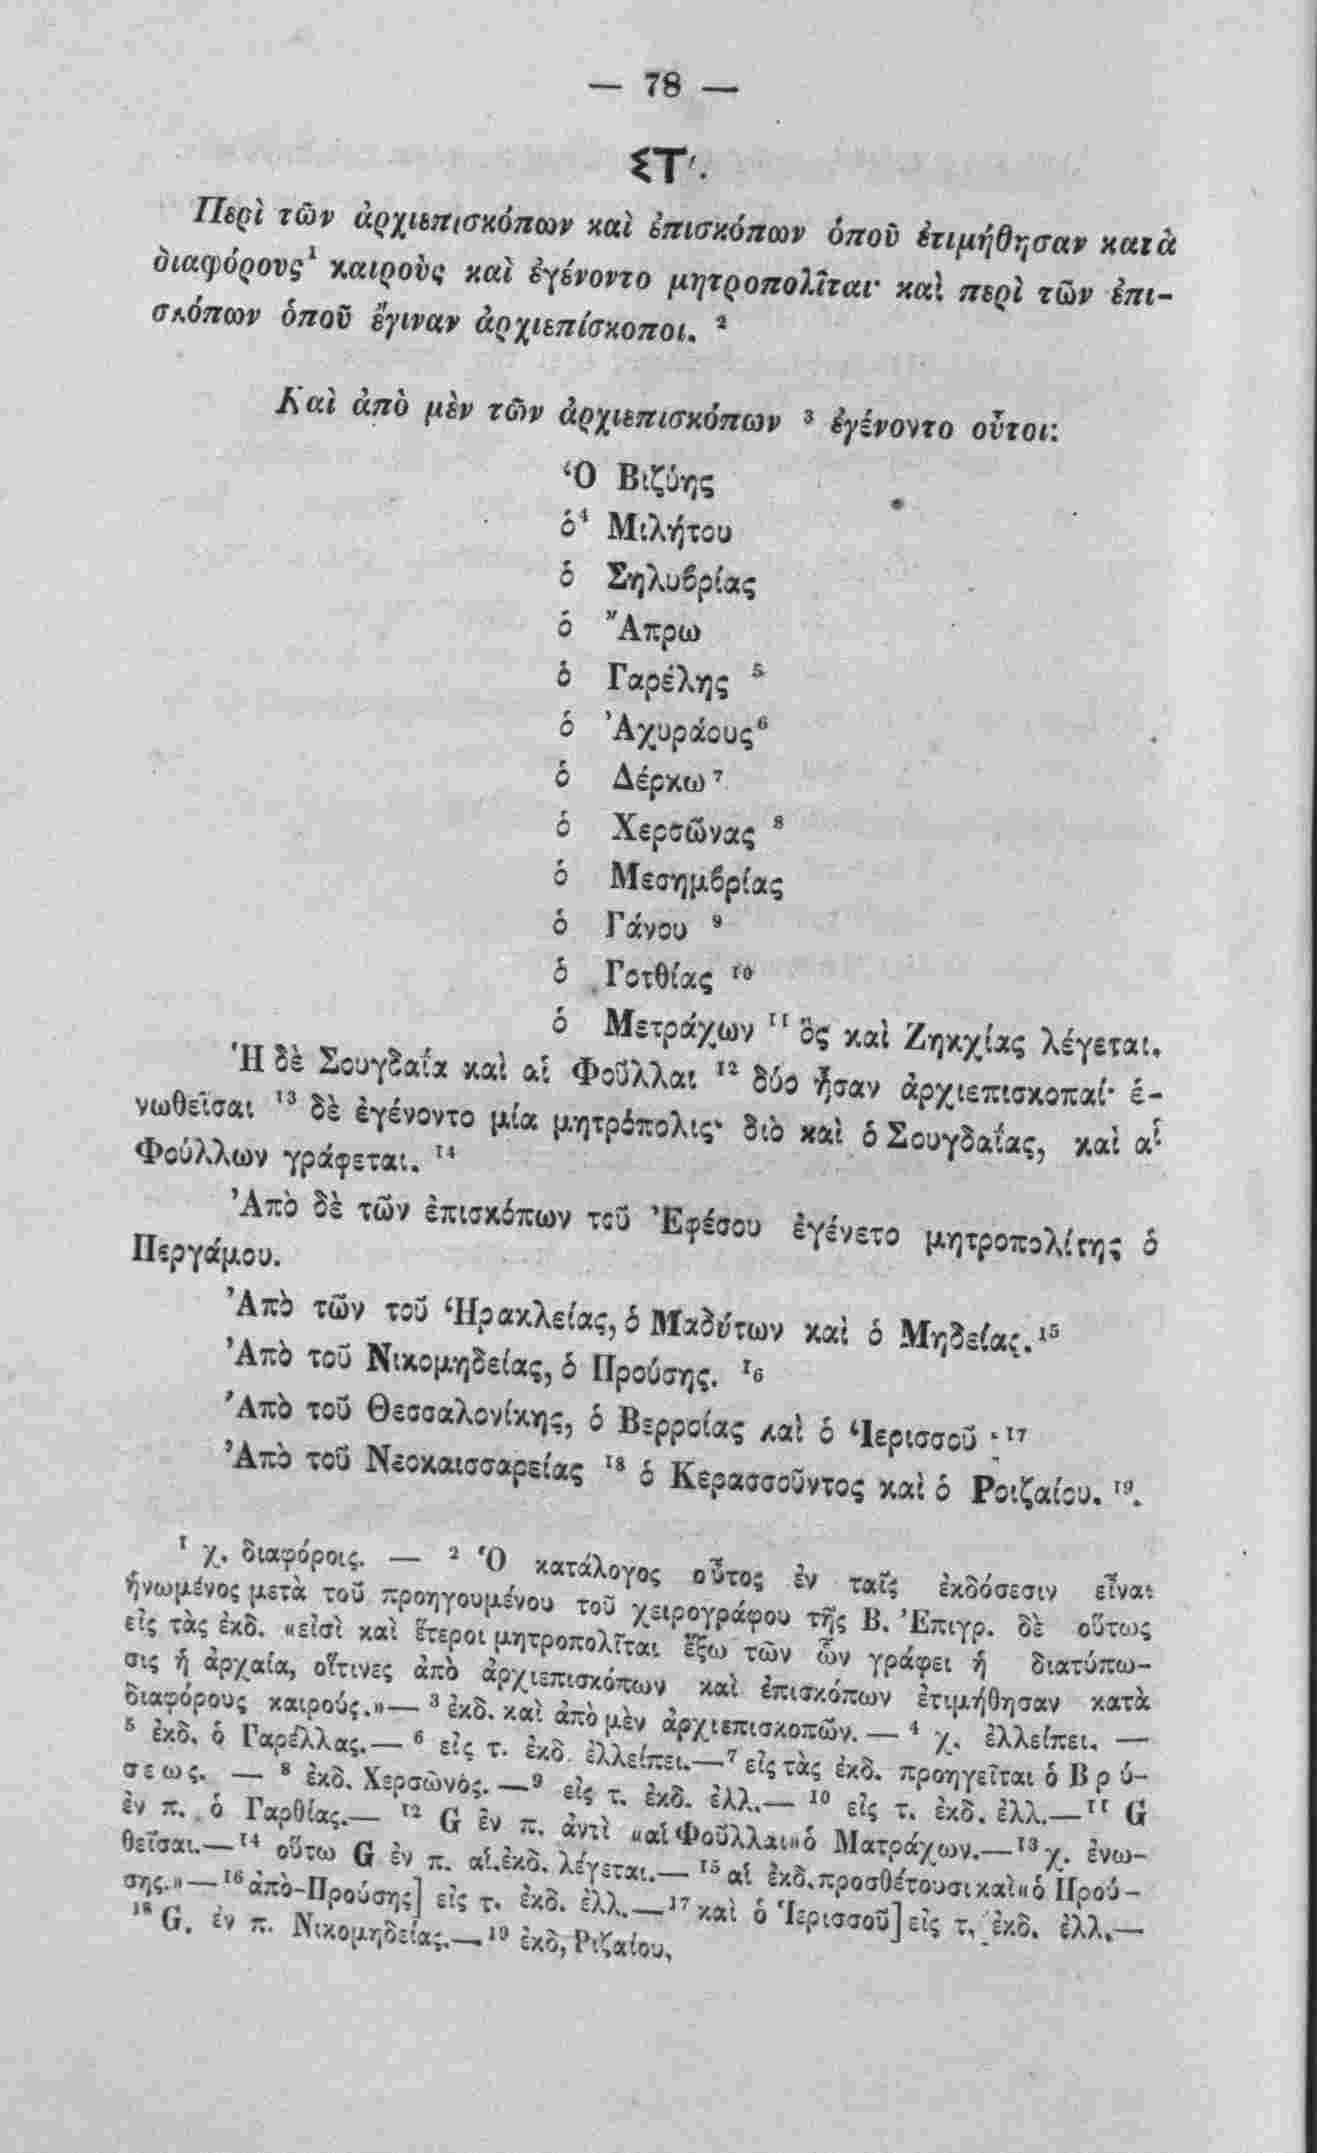 — 78 —
ΣΤ'.
Περὶ τῶν ἀρχιεπισκόπων καὶ ἐπισκόπων ὁποῦ ἐτιμήθησαν κατὰ
διαφόρους¹ καιροὺς καὶ ἐγένοντο μητροπολῖται· καὶ περὶ τῶν ἐπι-
σκόπων ὁποῦ ἔγιναν ἀρχιεπίσκοποι. ²
Καὶ ἀπὸ μὲν τῶν ἀρχιεπισκόπων ³ ἐγένοντο οὗτοι:
Ὁ Βιζύης
ὁ⁴ Μιλήτου
ὁ Σηλυβρίας
ὁ Ἄπρω
ὁ Γαρέλης ⁵
ὁ Ἀχυράους⁶
ὁ Δέρκω ⁷
ὁ Χερσῶνας ⁸
ὁ Μεσημβρίας
ὁ Γάνου ⁹
ὁ Γοτθίας ¹⁰
ὁ Μετράχων ¹¹ ὃς καὶ Ζηκχίας λέγεται.
Ἡ δὲ Σουγδαΐα καὶ αἱ Φοῦλλαι ¹² δύο ἦσαν ἀρχιεπισκοπαί· ἑ-
νωθεῖσαι ¹³ δὲ ἐγένοντο μία μητρόπολις· διὸ καὶ ὁ Σουγδαΐας, καὶ αἱ
Φούλλων γράφεται. ¹⁴
Ἀπὸ δὲ τῶν ἐπισκόπων τοῦ Ἐφέσου ἐγένετο μητροπολίτης ὁ
Περγάμου.
Ἀπὸ τῶν τοῦ Ἡρακλείας, ὁ Μαδύτων καὶ ὁ Μηδείας.¹⁵
Ἀπὸ τοῦ Νικομηδείας, ὁ Προύσης. ¹⁶
Ἀπὸ τοῦ Θεσσαλονίκης, ὁ Βερροίας καὶ ὁ Ἱερισσοῦ · ¹⁷
Ἀπὸ τοῦ Νεοκαισσαρείας ¹⁸ ὁ Κερασσοῦντος καὶ ὁ Ροιζαίου. ¹⁹.
¹ χ. διαφόροις. — ² Ὁ κατάλογος οὗτος ἐν ταῖς ἐκδόσεσιν εἶναι
ἡνωμένος μετὰ τοῦ προηγουμένου τοῦ χειρογράφου τῆς Β. Ἐπιγρ. δὲ οὕτως
εἰς τὰς ἐκδ. «εἰσὶ καὶ ἕτεροι μητροπολῖται ἔξω τῶν ὧν γράφει ἡ διατύπω-
σις ἡ ἀρχαία, οἵτινες ἀπὸ ἀρχιεπισκόπων καὶ ἐπισκόπων ἐτιμήθησαν κατὰ
διαφόρους καιρούς.»— ³ ἐκδ. καὶ ἀπὸ μὲν ἀρχιεπισκοπῶν. — ⁴ χ. ἐλλείπει. —
⁵ ἐκδ. ὁ Γαρέλλας.— ⁶ εἰς τ. ἐκδ. ἐλλείπει.—⁷ εἰς τὰς ἐκδ. προηγεῖται ὁ Β ρ ύ-
σ ε ω ς. — ⁸ ἐκδ. Χερσῶνός. —⁹ εἰς τ. ἐκδ. ἐλλ.— ¹⁰ εἰς τ. ἐκδ. ἐλλ.—¹¹ G
ἐν π. ὁ Γαρθίας.— ¹² G ἐν π. ἀντὶ «αἱ Φοῦλλαι»ὁ Ματράχων.—¹³ χ. ἐνω-
θεῖσαι.—¹⁴ οὕτω G ἐν π. αἱ.ἐκδ. λέγεται.— ¹⁵ αἱ ἐκδ.προσθέτουσι καὶ«ὁ Πρού-
σης.»—¹⁶ἀπὸ-Προύσης] εἰς τ. ἐκδ. ἐλλ.—¹⁷ καὶ ὁ Ἱερισσοῦ] εἰς τ. ἐκδ. ἐλλ.—
¹⁸ G. ἐν π. Νικομηδείας.—¹⁹ ἐκδ, Ριζαίου,